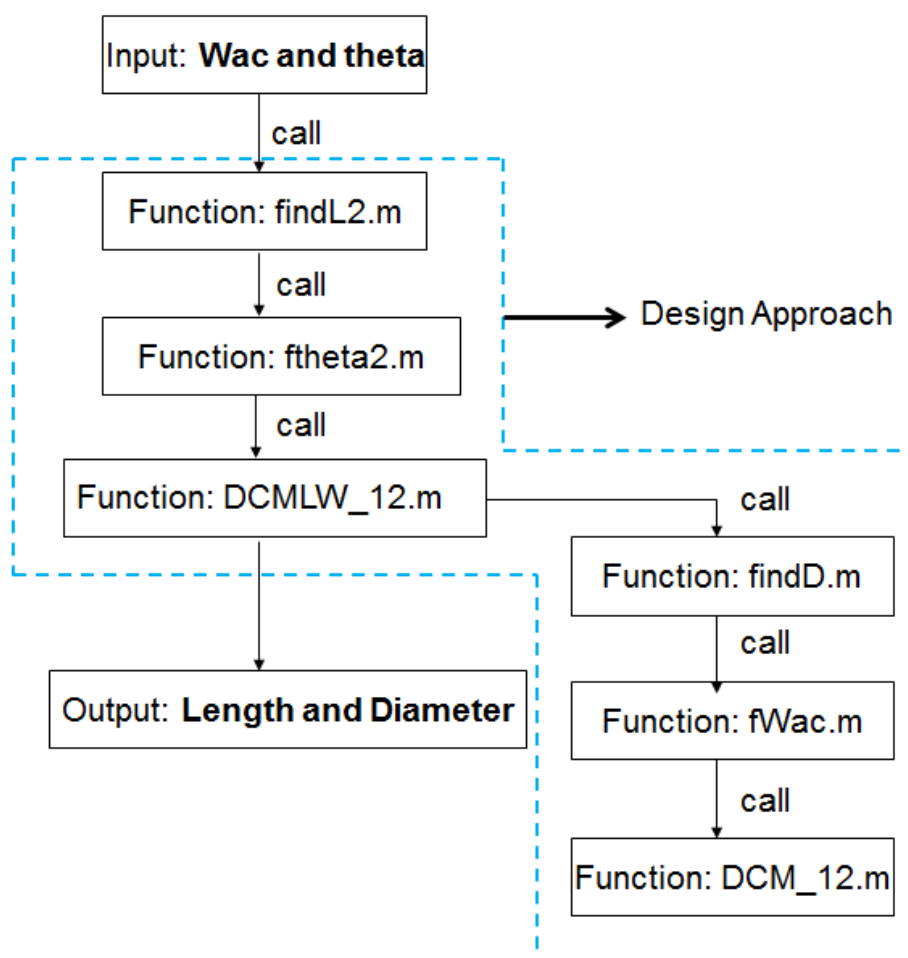 Input: Wac and theta
call
Function: findL2.m
call
Design Approach
Function: ftheta2.m
call
Function: DCMLW_12.m
call
Function: findD.m
call
Output: Length and Diameter
Function: fWac.m
call
Function: DCM_12.m